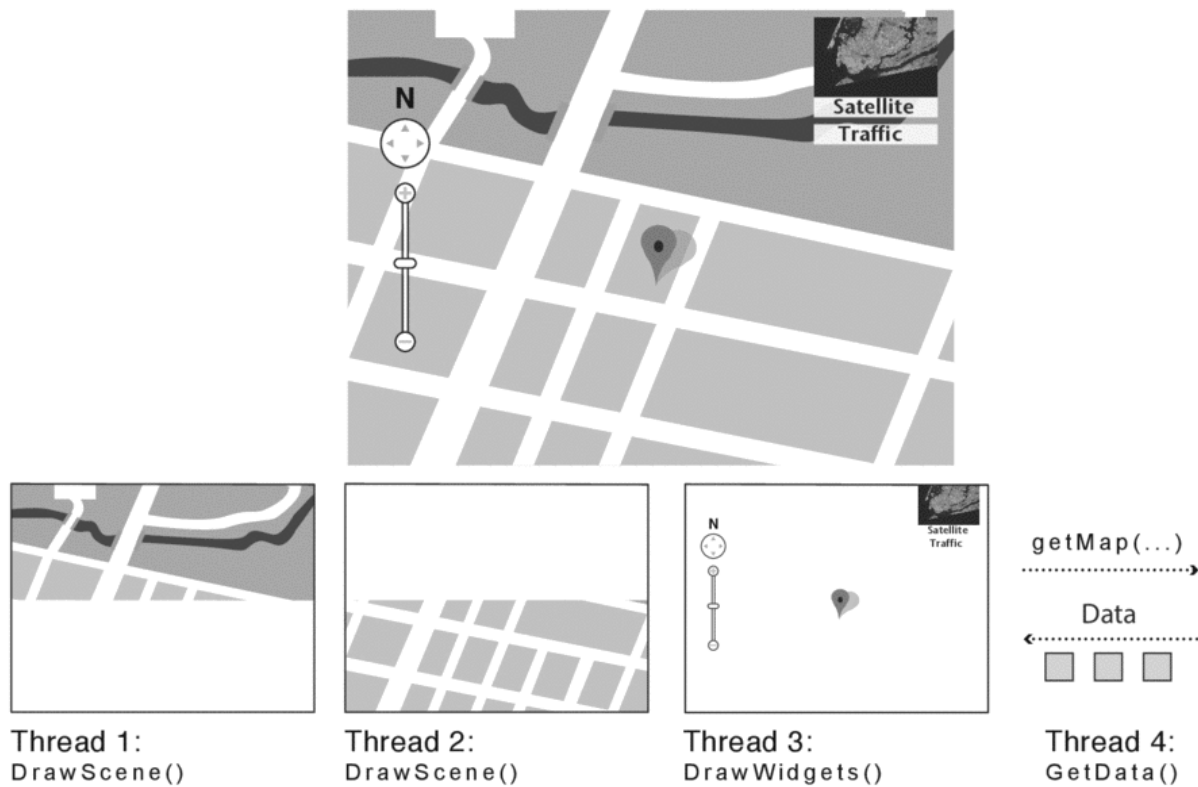 N
Satellite
Traffic
N
Satellite
Traffic
getMap(...)
Data
Thread 1:
DrawScene()
Thread 2:
DrawScene()
Thread 3:
DrawWidgets()
Thread 4:
GetData()